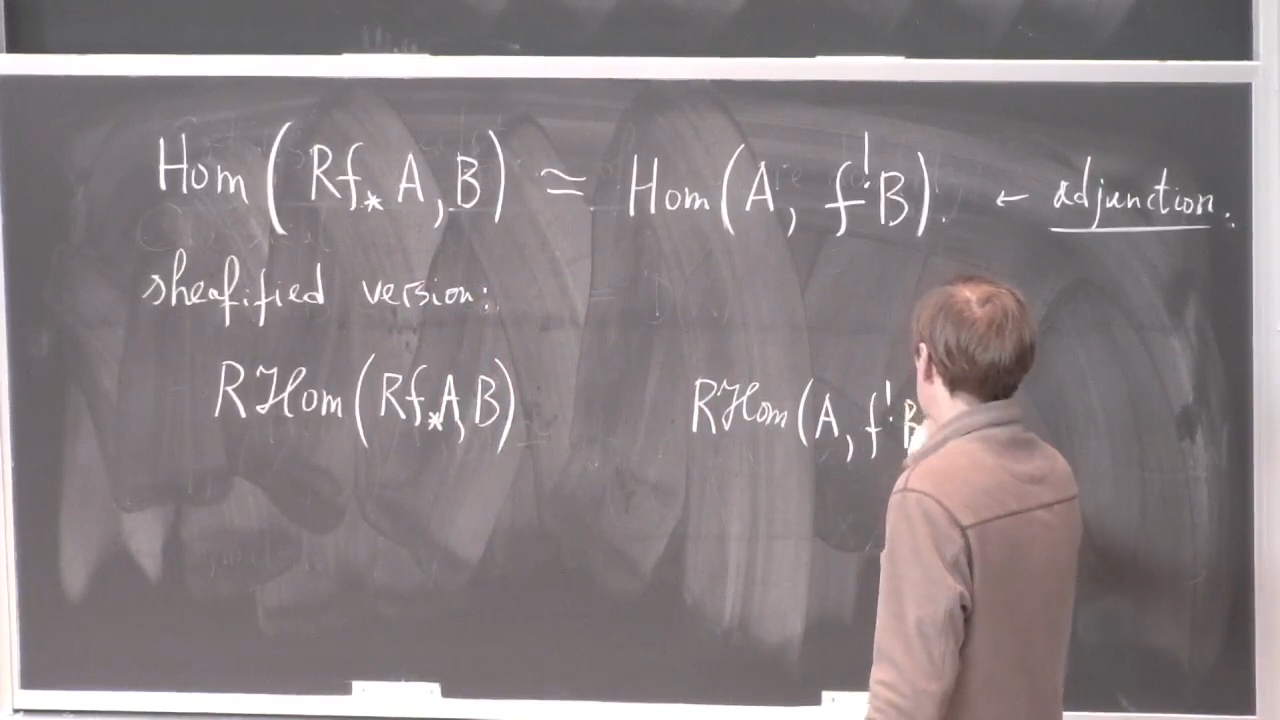 Hom(Rf_* A, B) ≃ Hom(A, f^! B). ← adjunction.
sheafified version:
RHom(Rf_* A, B) RHom(A, f^! B